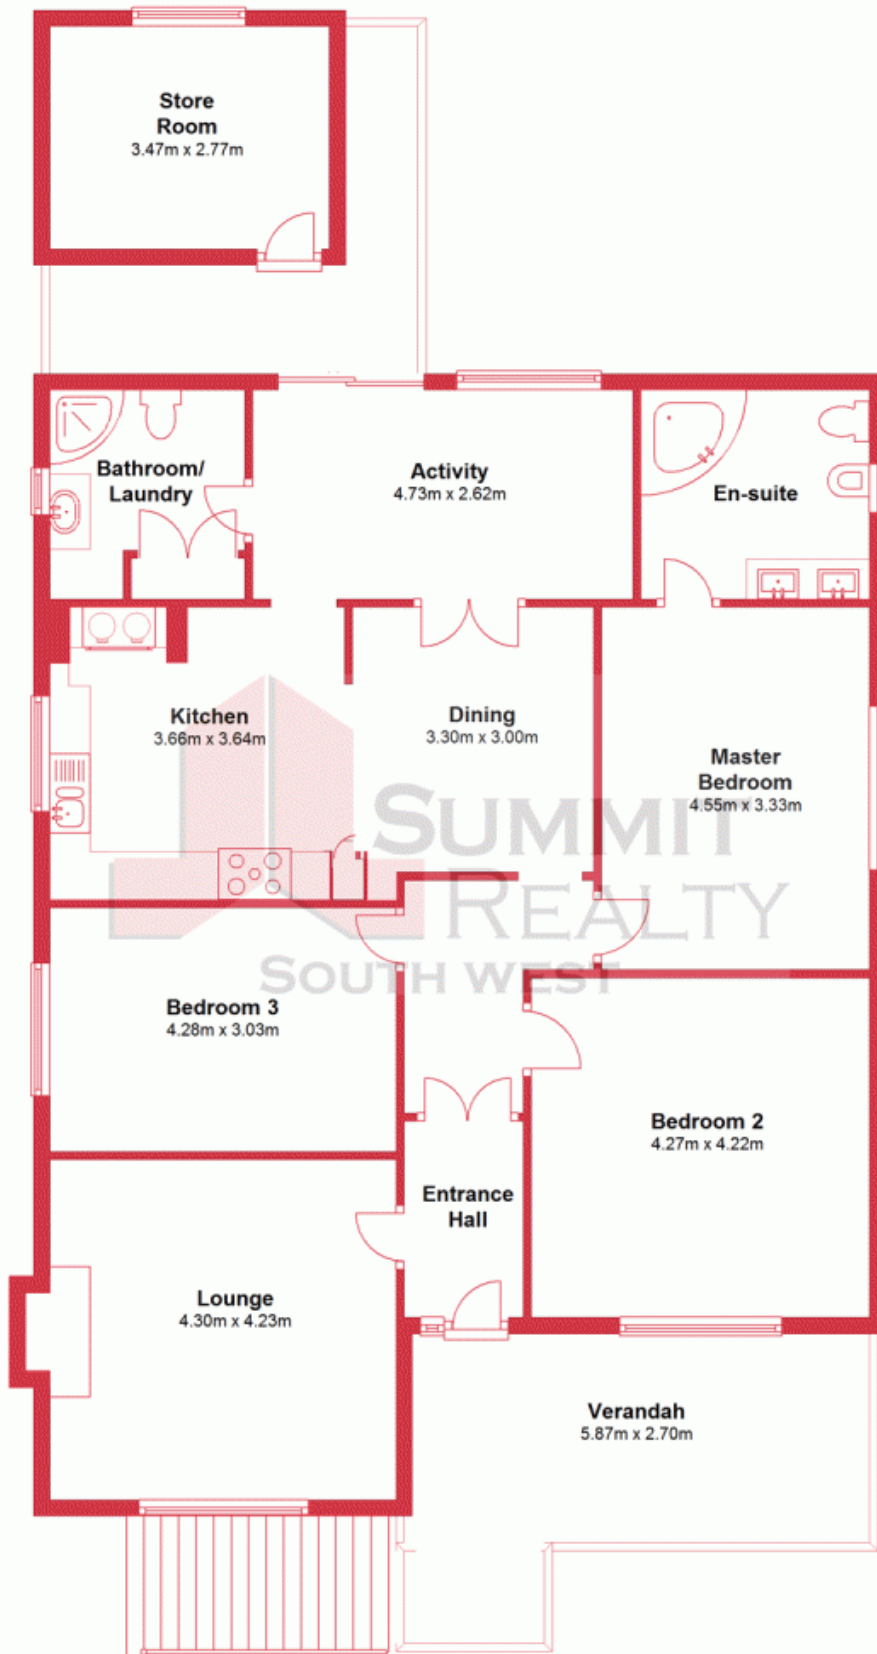 Store
Room
3.47m x 2.77m
Bathroom/
Laundry
Activity
4.73m x 2.62m
En-suite
Kitchen
3.66m x 3.64m
Dining
3.30m x 3.00m
Master
Bedroom
4.55m x 3.33m
SUMMIT
REALTY
SOUTH WEST
Bedroom 3
4.28m x 3.03m
Bedroom 2
4.27m x 4.22m
Entrance
Hall
Lounge
4.30m x 4.23m
Verandah
5.87m x 2.70m